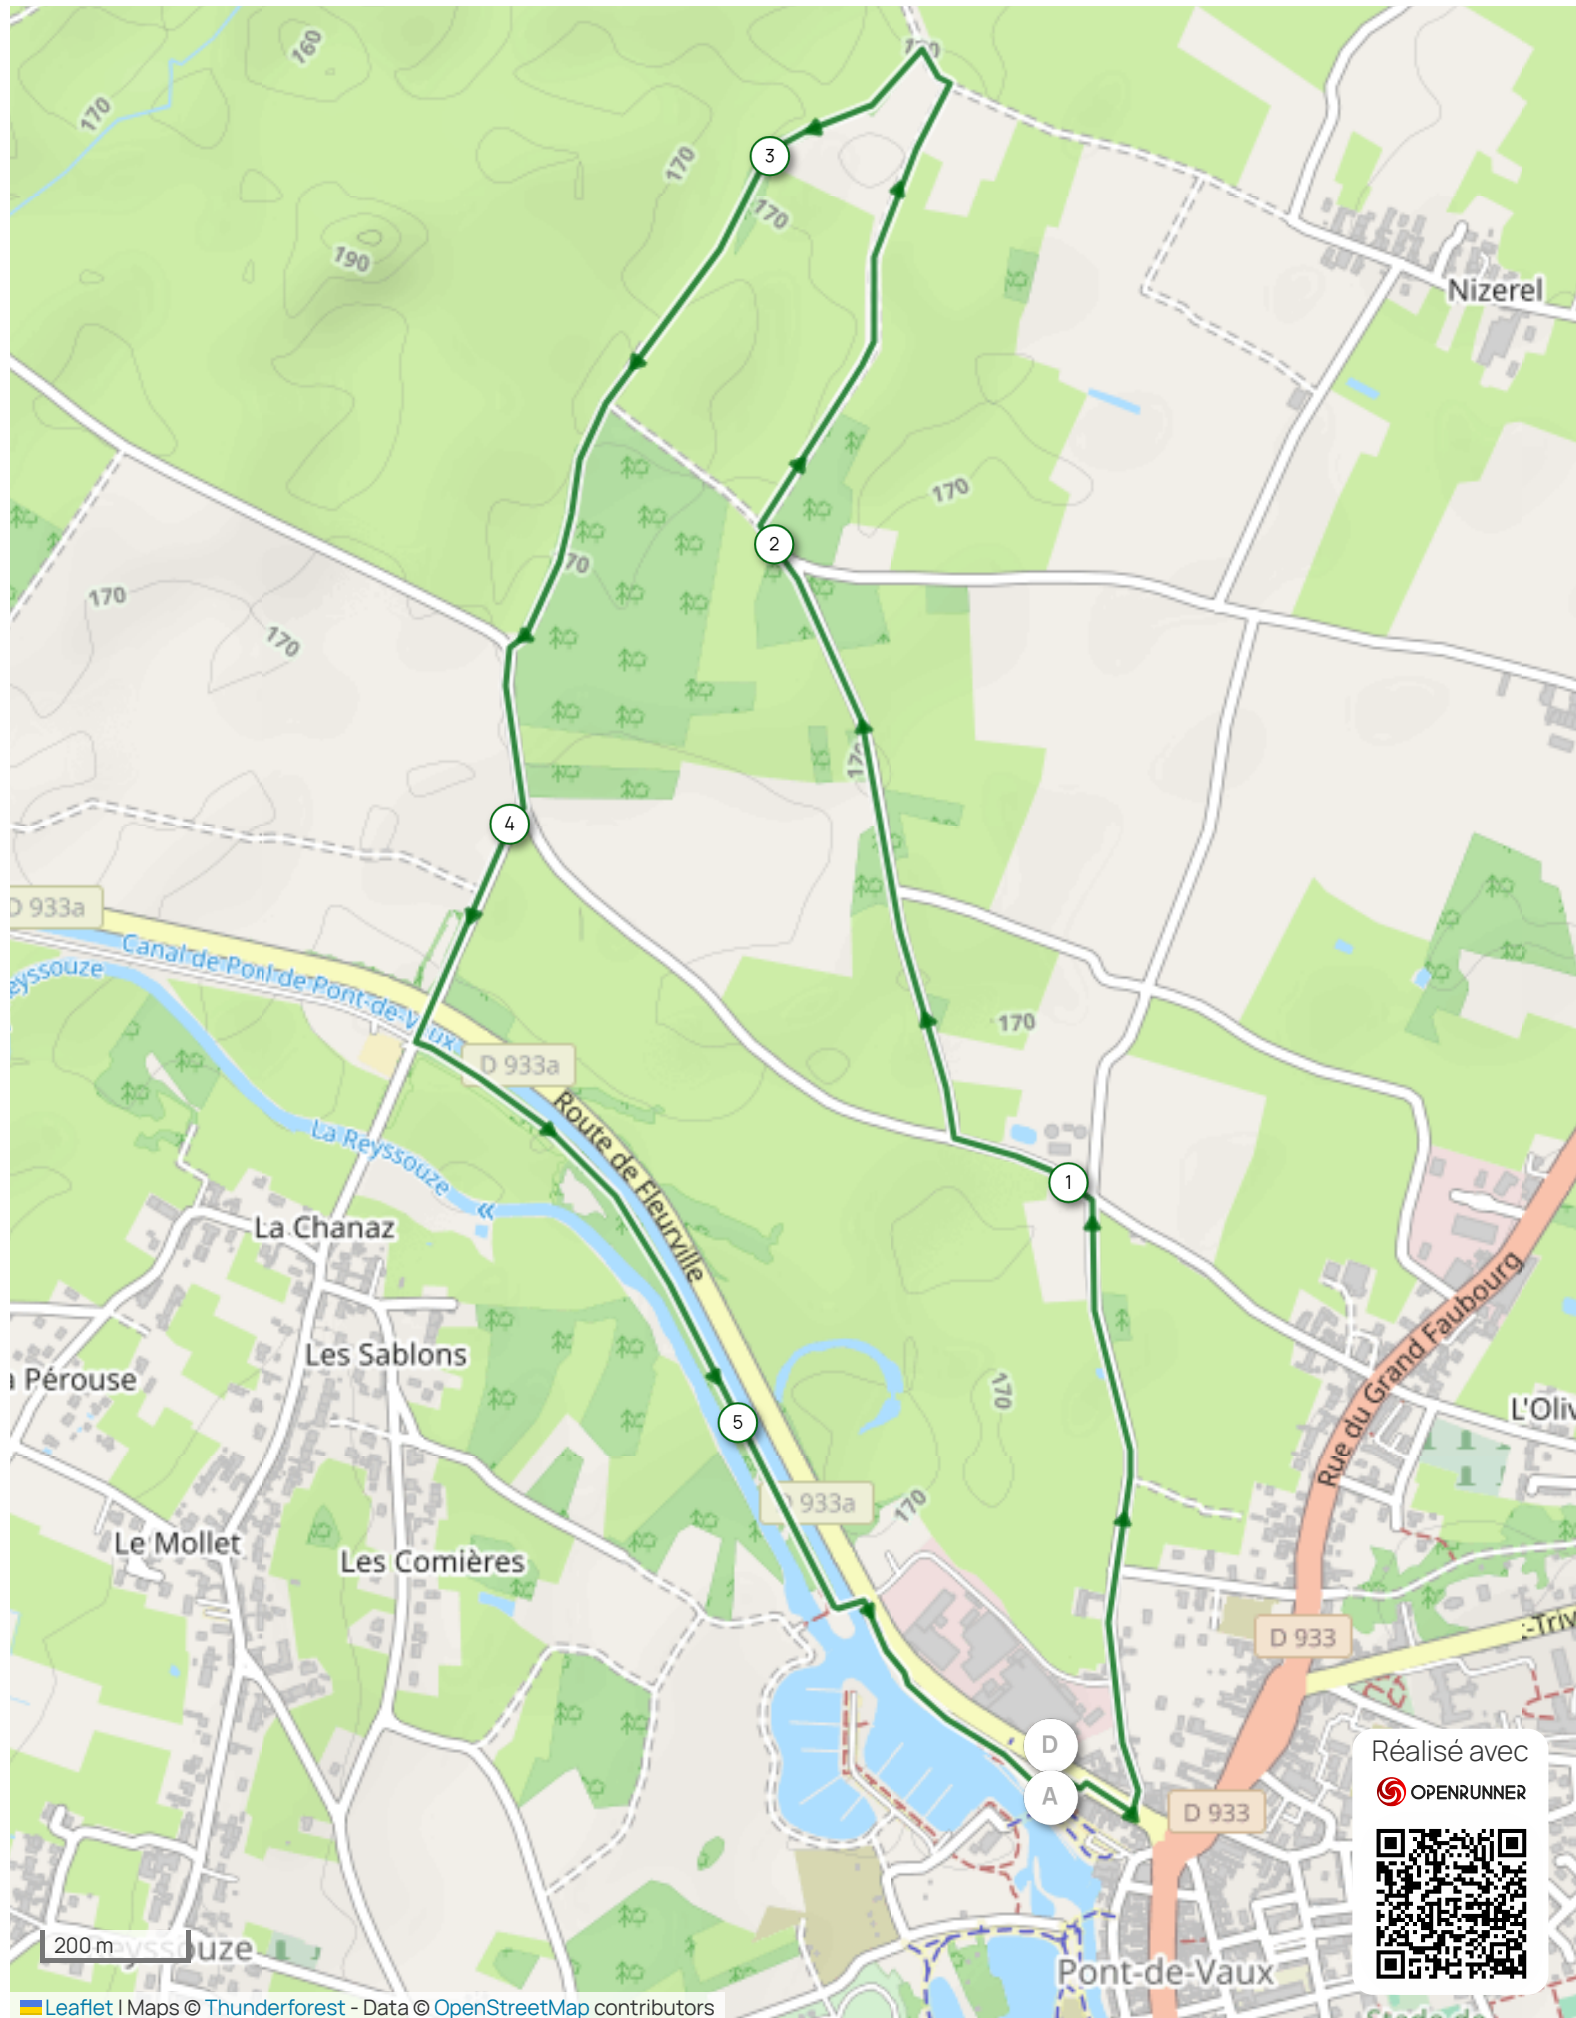 160
170
170
190
170
3
Nizerel
170
2
170
170
170
170
4
D 933a
Canal de Pont-de-Vaux
170
D 933a
Route de Fleurville
La Reyssouze
1
La Chanaz
Les Sablons
Rue du Grand Faubourg
170
5
D 933a
170
Le Mollet
Les Comières
D 933
D
A
D 933
Réalisé avec
OPENRUNNER
200 m
Pont-de-Vaux
Leaflet | Maps © Thunderforest - Data © OpenStreetMap contributors